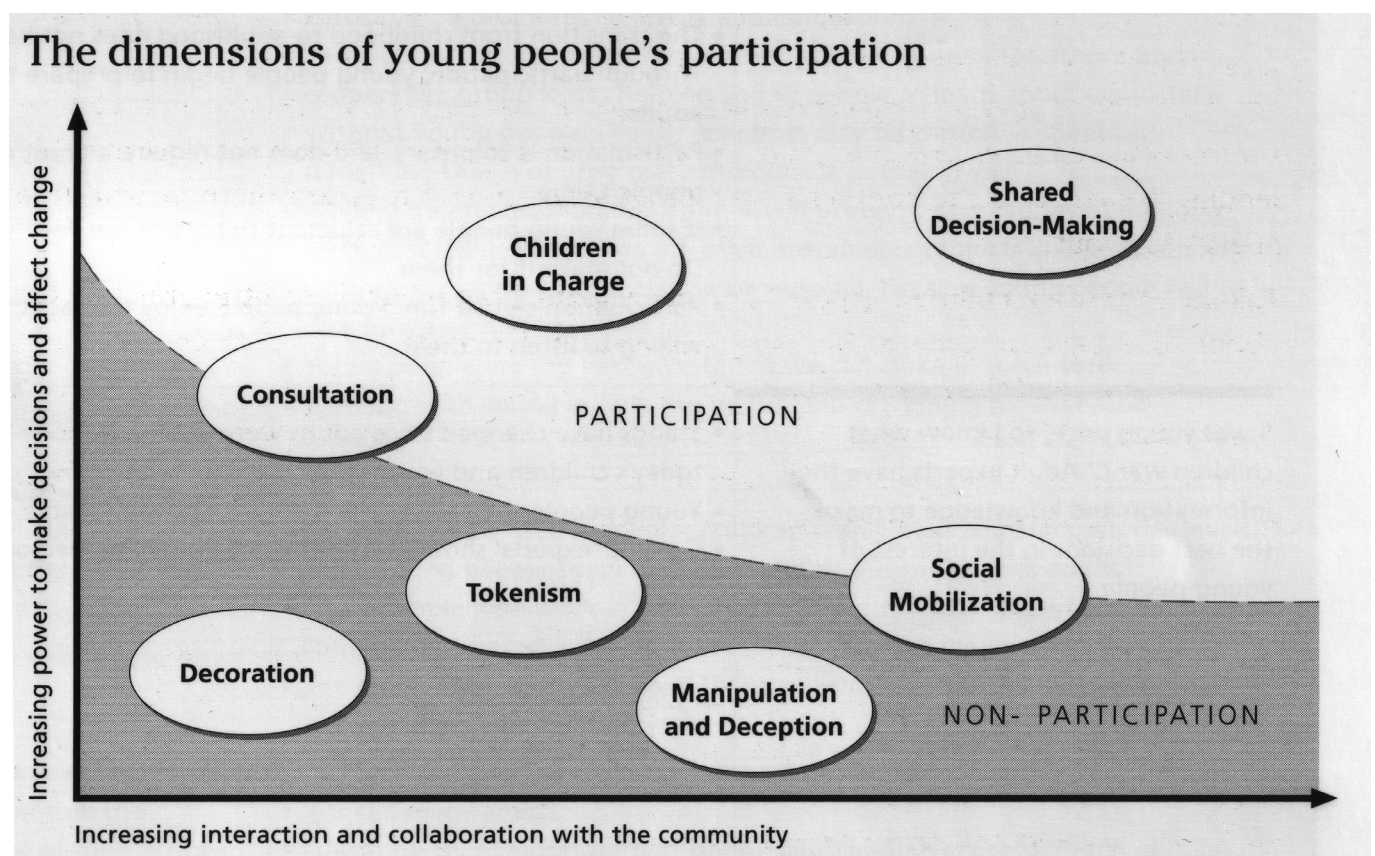 The dimensions of young people's participation
Increasing power to make decisions and affect change
Shared
Decision-Making
Children
in Charge
Consultation
PARTICIPATION
Social
Mobilization
Tokenism
Decoration
Manipulation
and Deception
NON- PARTICIPATION
Increasing interaction and collaboration with the community